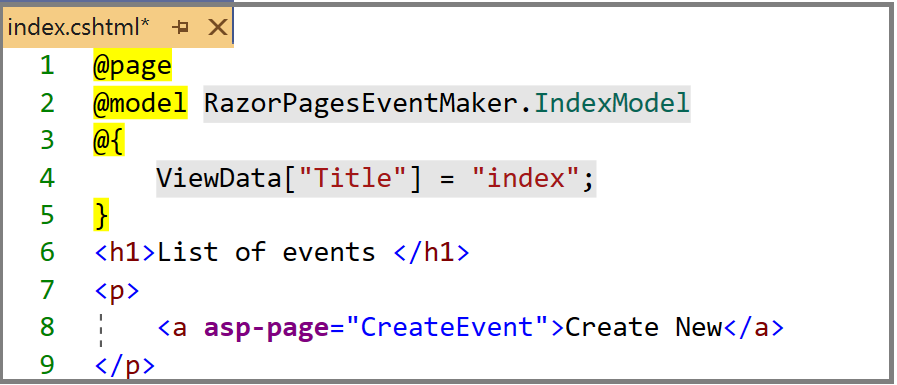 index.cshtml*
1 @page
2 @model RazorPagesEventMaker.IndexModel
3 @{
4     ViewData["Title"] = "index";
5 }
6 <h1>List of events </h1>
7 <p>
8     <a asp-page="CreateEvent">Create New</a>
9 </p>